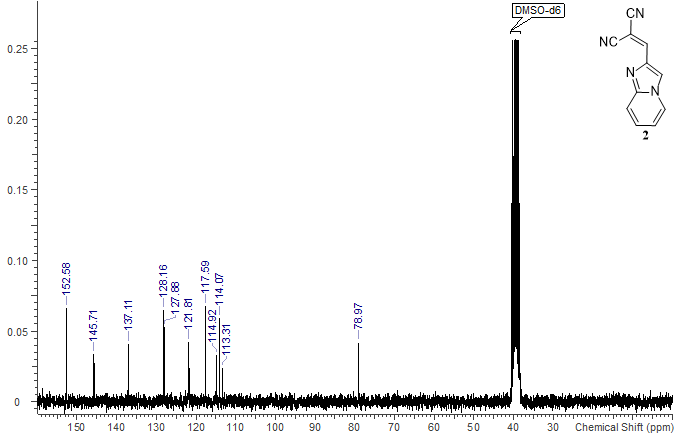 DMSO-d6
CN
NC
N
N
2
0.25
0.20
0.15
0.10
0.05
0
152.58
145.71
137.11
128.16
127.88
121.81
117.59
114.92
114.07
113.31
78.97
150 140 130 120 110 100 90 80 70 60 50 40 30
Chemical Shift (ppm)